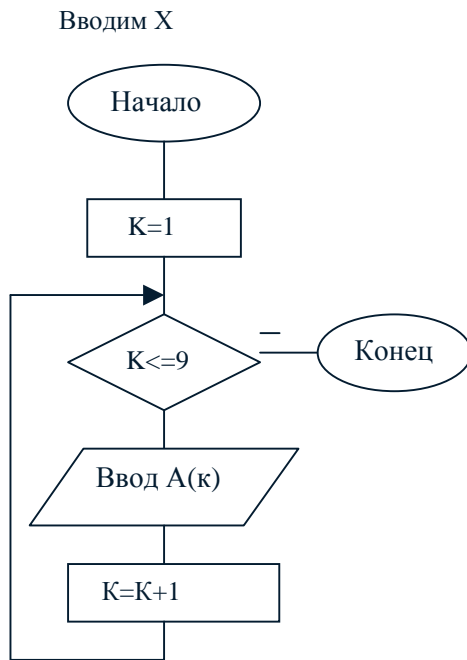 Вводим X
Начало
K=1
K<=9
–
Конец
Ввод А(к)
К=К+1